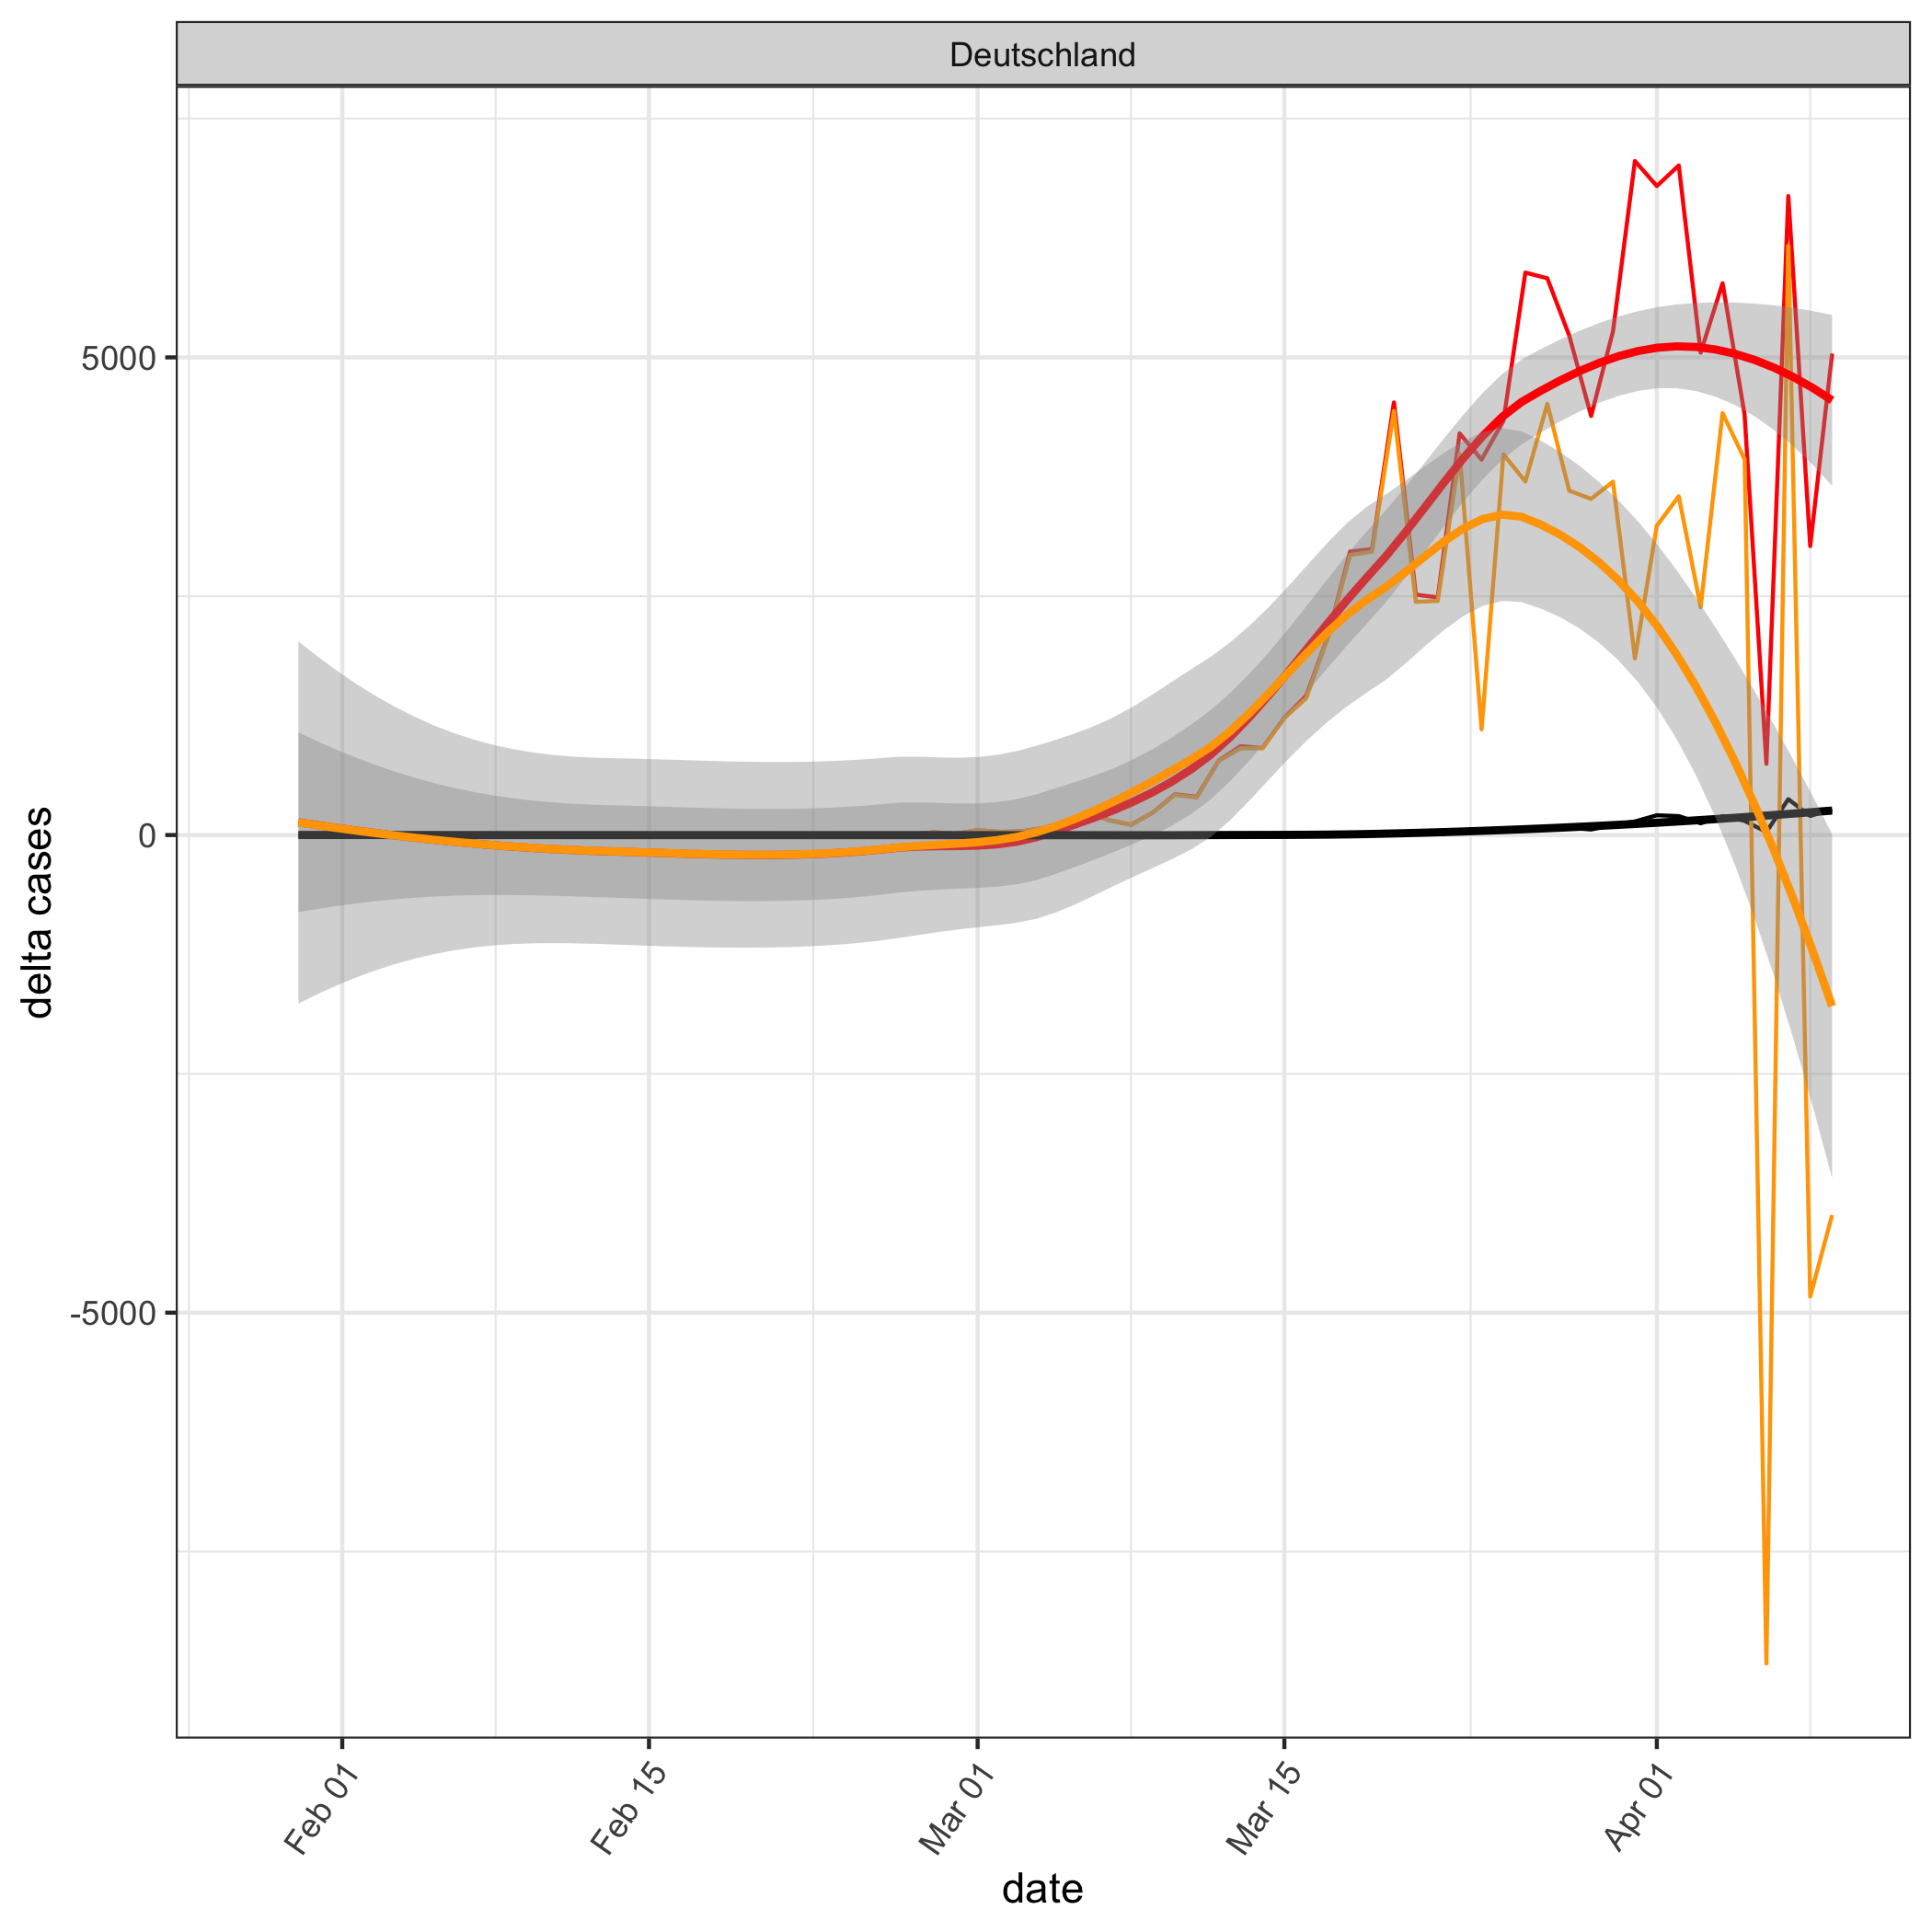 Deutschland
5000
0
-5000
delta cases
Feb 01
Feb 15
Mar 01
Mar 15
Apr 01
date